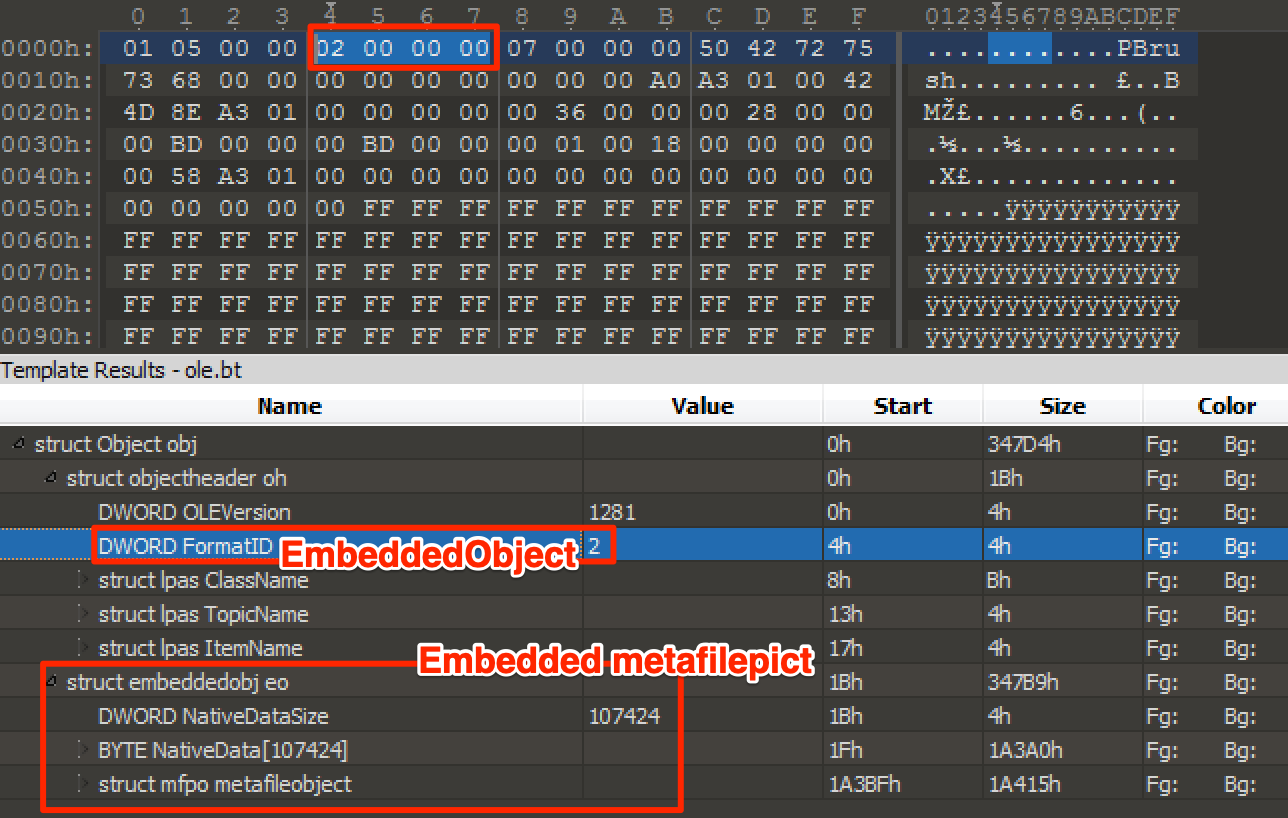 0 1 2 3 4 5 6 7 8 9 A B C D E F 0123456789ABCDEF
0000h: 01 05 00 00 02 00 00 00 07 00 00 00 50 42 72 75 ............PBru
0010h: 73 68 00 00 00 00 00 00 00 00 00 A0 A3 01 00 42 sh......... £..B
0020h: 4D 8E A3 01 00 00 00 00 00 36 00 00 00 28 00 00 MŽ£......6...(..
0030h: 00 BD 00 00 00 BD 00 00 00 01 00 18 00 00 00 00 .½...½..........
0040h: 00 58 A3 01 00 00 00 00 00 00 00 00 00 00 00 00 .X£.............
0050h: 00 00 00 00 00 FF FF FF FF FF FF FF FF FF FF FF .....ÿÿÿÿÿÿÿÿÿÿÿ
0060h: FF FF FF FF FF FF FF FF FF FF FF FF FF FF FF FF ÿÿÿÿÿÿÿÿÿÿÿÿÿÿÿÿ
0070h: FF FF FF FF FF FF FF FF FF FF FF FF FF FF FF FF ÿÿÿÿÿÿÿÿÿÿÿÿÿÿÿÿ
0080h: FF FF FF FF FF FF FF FF FF FF FF FF FF FF FF FF ÿÿÿÿÿÿÿÿÿÿÿÿÿÿÿÿ
0090h: FF FF FF FF FF FF FF FF FF FF FF FF FF FF FF FF ÿÿÿÿÿÿÿÿÿÿÿÿÿÿÿÿ
Template Results - ole.bt
Name Value Start Size Color
struct Object obj 0h 347D4h Fg: Bg:
struct objectheader oh 0h 1Bh Fg: Bg:
DWORD OLEVersion 1281 0h 4h Fg: Bg:
DWORD FormatID EmbeddedObject 2 4h 4h Fg: Bg:
struct lpas ClassName 8h Bh Fg: Bg:
struct lpas TopicName 13h 4h Fg: Bg:
struct lpas ItemName 17h 4h Fg: Bg:
Embedded metafilepict
struct embeddedobj eo 1Bh 347B9h Fg: Bg:
DWORD NativeDataSize 107424 1Bh 4h Fg: Bg:
BYTE NativeData[107424] 1Fh 1A3A0h Fg: Bg:
struct mfpo metafileobject 1A3BFh 1A415h Fg: Bg: